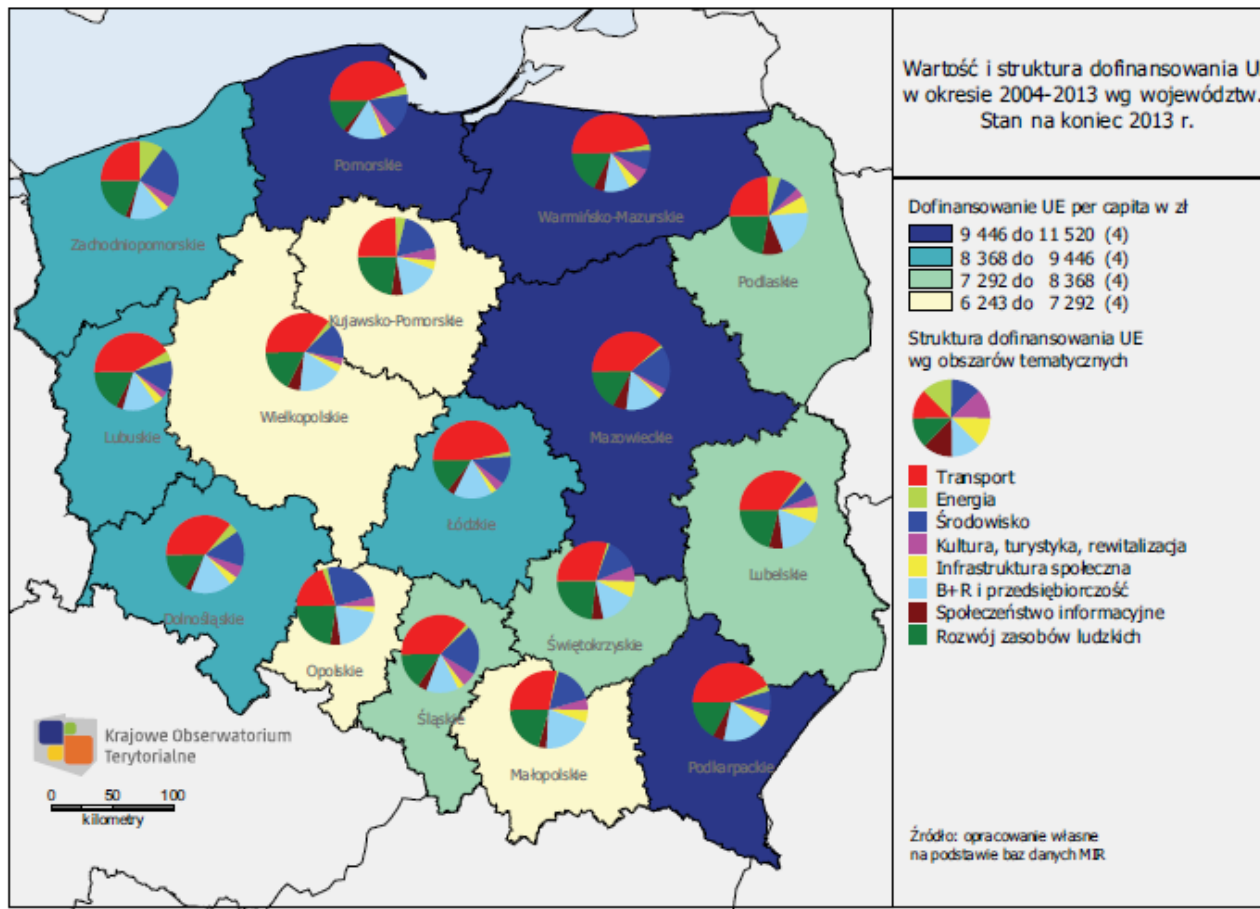 Wartość i struktura dofinansowania U
w okresie 2004-2013 wg województw.
Stan na koniec 2013 r.
Dofinansowanie UE per capita w zł
9 446 do 11 520 (4)
8 368 do 9 446 (4)
7 292 do 8 368 (4)
6 243 do 7 292 (4)
Struktura dofinansowania UE
wg obszarów tematycznych
Transport
Energia
Środowisko
Kultura, turystyka, rewitalizacja
Infrastruktura społeczna
B+R i przedsiębiorczość
Społeczeństwo informacyjne
Rozwój zasobów ludzkich
Źródło: opracowanie własne
na podstawie baz danych MIR
Pomorskie
Warmińsko-Mazurskie
Zachodniopomorskie
Podlaskie
Kujawsko-Pomorskie
Wielkopolskie
Lubuskie
Mazowieckie
Łódzkie
Lubelskie
Dolnośląskie
Świętokrzyskie
Opolskie
Śląskie
Małopolskie
Podkarpackie
Krajowe Obserwatorium
Terytorialne
0 50 100
kilometry